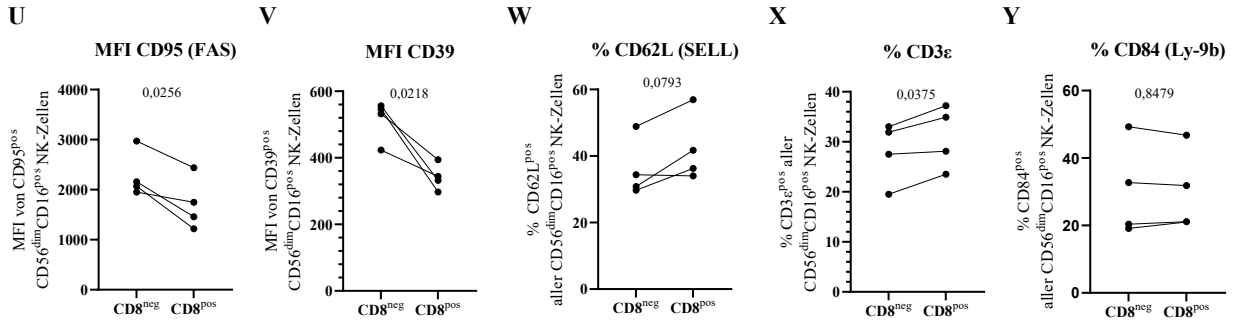 U
MFI CD95 (FAS)
MFI von CD95ᵖᵒˢ
CD56ᵈⁱᵐCD16ᵖᵒˢ NK-Zellen
4000
3000
2000
1000
0
0,0256
CD8ⁿᵉᵍ CD8ᵖᵒˢ
V
MFI CD39
MFI von CD39ᵖᵒˢ
CD56ᵈⁱᵐCD16ᵖᵒˢ NK-Zellen
600
400
200
0
0,0218
CD8ⁿᵉᵍ CD8ᵖᵒˢ
W
% CD62L (SELL)
% CD62Lᵖᵒˢ
aller CD56ᵈⁱᵐCD16ᵖᵒˢ NK-Zellen
60
40
20
0
0,0793
CD8ⁿᵉᵍ CD8ᵖᵒˢ
X
% CD3ε
% CD3εᵖᵒˢ aller
CD56ᵈⁱᵐCD16ᵖᵒˢ NK-Zellen
40
30
20
10
0
0,0375
CD8ⁿᵉᵍ CD8ᵖᵒˢ
Y
% CD84 (Ly-9b)
% CD84ᵖᵒˢ
aller CD56ᵈⁱᵐCD16ᵖᵒˢ NK-Zellen
60
40
20
0
0,8479
CD8ⁿᵉᵍ CD8ᵖᵒˢ